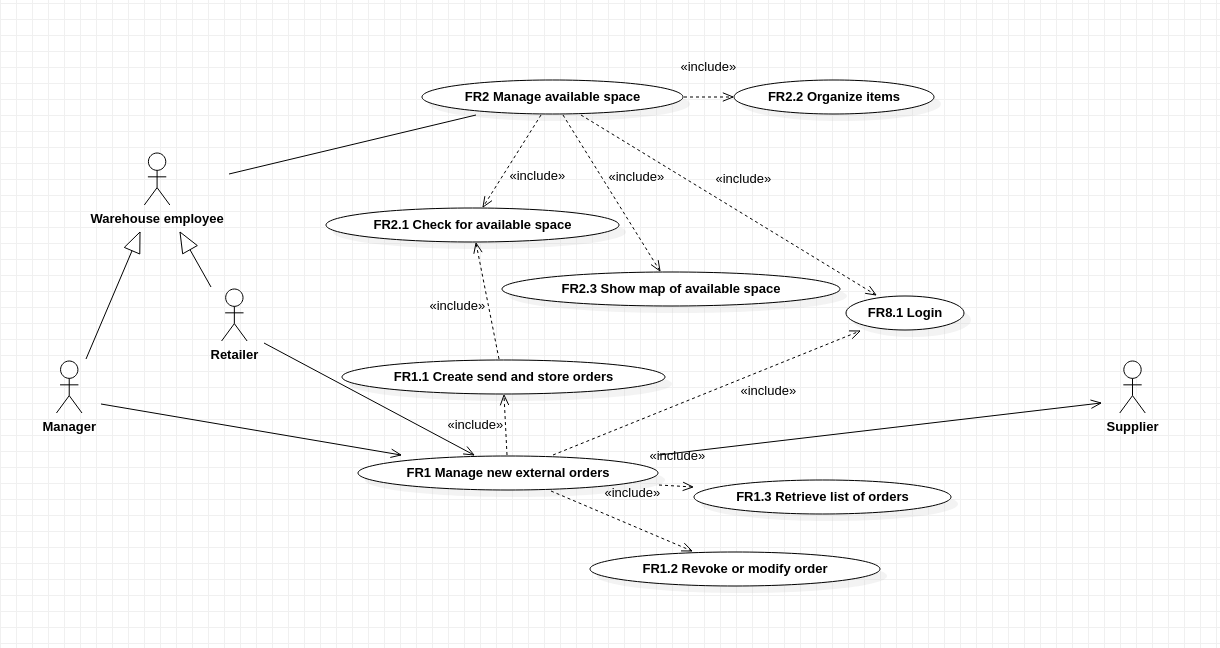 «include»
FR2 Manage available space
FR2.2 Organize items
«include»
«include»
«include»
Warehouse employee
FR2.1 Check for available space
FR2.3 Show map of available space
«include»
FR8.1 Login
Retailer
FR1.1 Create send and store orders
«include»
Manager
«include»
Supplier
«include»
FR1 Manage new external orders
«include»
FR1.3 Retrieve list of orders
FR1.2 Revoke or modify order